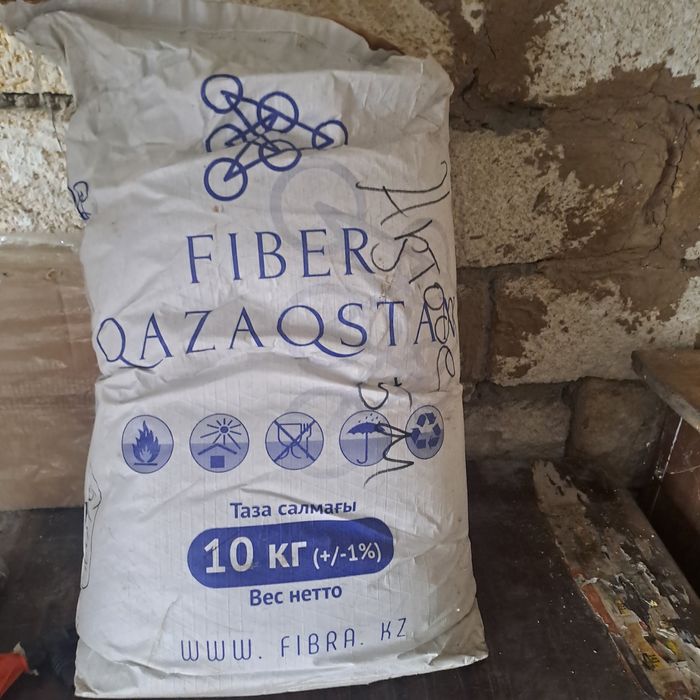 FIBER
QAZAQSTA
Таза салмағы
10 кг (+/-1%)
Вес нетто
WWW. FIBRA. KZ